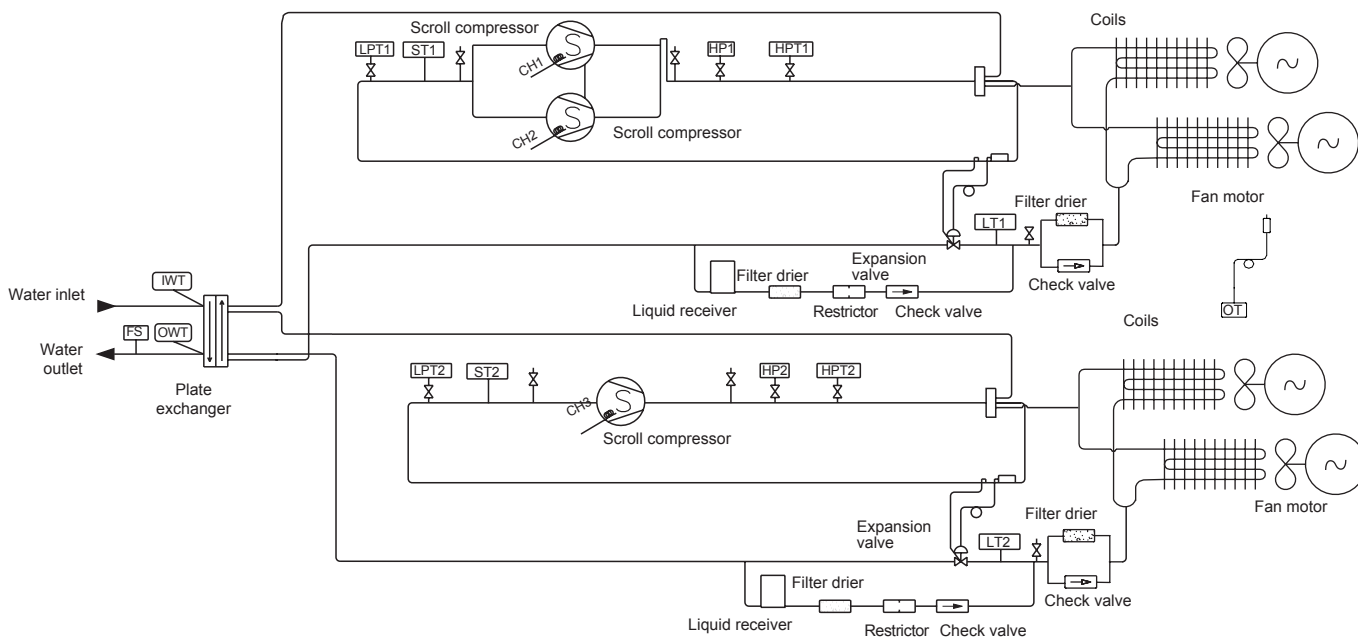 Scroll compressor
Coils
LPT1
ST1
HP1
HPT1
S
CH1
~
S
CH2
Scroll compressor
~
Fan motor
Filter drier
LT1
IWT
Water inlet
Expansion
valve
Filter drier
Check valve
Liquid receiver
Restrictor
Check valve
OT
Coils
FS
OWT
Water
outlet
Plate
exchanger
LPT2
ST2
HP2
HPT2
CH3
S
~
Scroll compressor
~
Fan motor
Filter drier
Expansion
valve
LT2
Filter drier
Check valve
Liquid receiver
Restrictor
Check valve